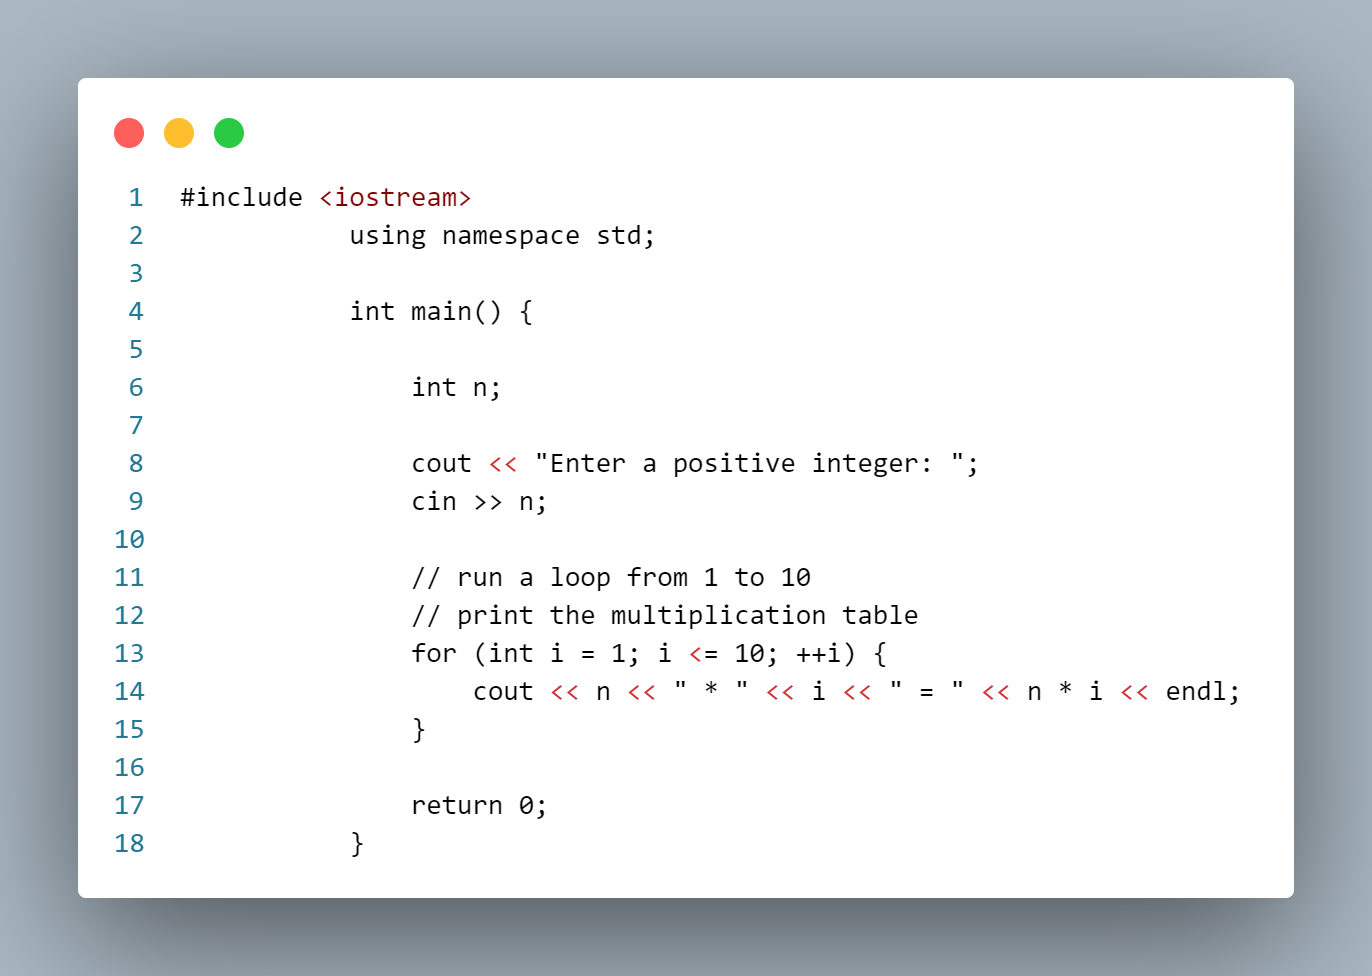 1 #include <iostream>
2 using namespace std;
3
4 int main() {
5
6 int n;
7
8 cout << "Enter a positive integer: ";
9 cin >> n;
10
11 // run a loop from 1 to 10
12 // print the multiplication table
13 for (int i = 1; i <= 10; ++i) {
14 cout << n << " * " << i << " = " << n * i << endl;
15 }
16
17 return 0;
18 }